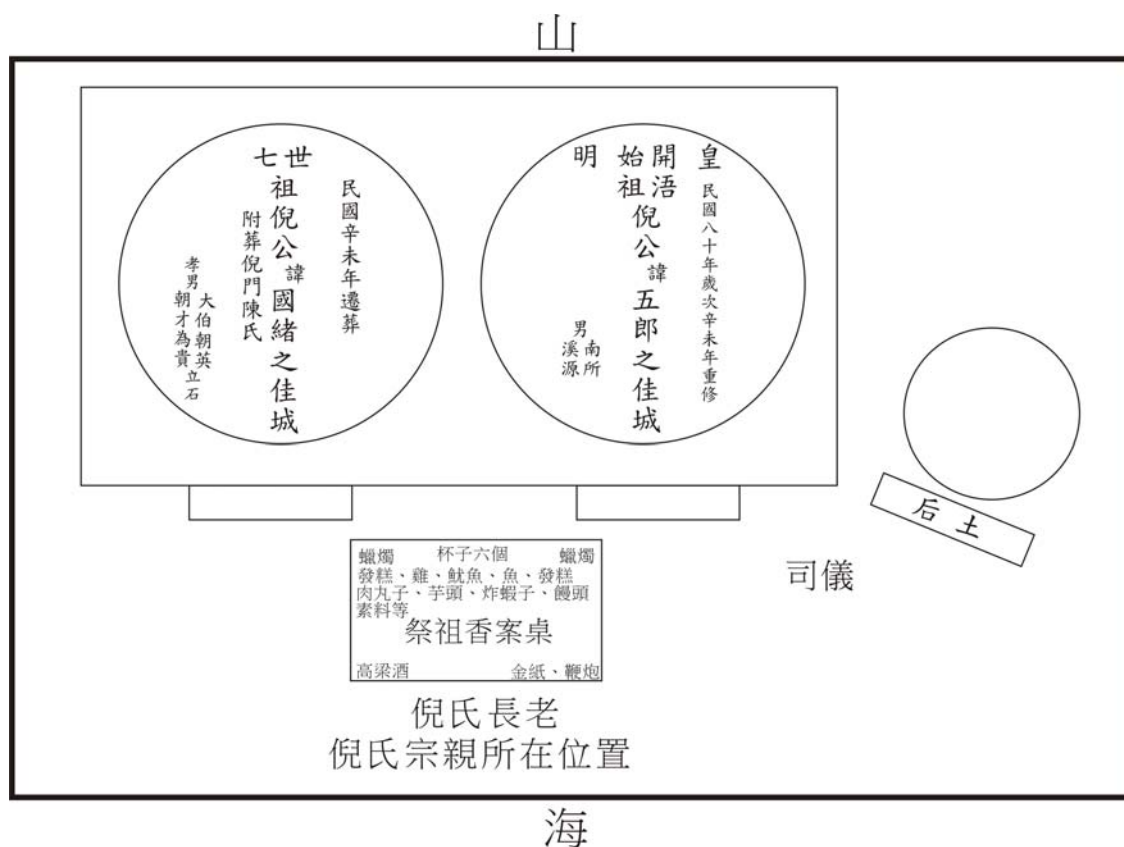 山
皇
明
民國八十年歲次辛未年重修
開浯
始祖
倪公諱五郎之佳城
男
南所
溪源
民國辛未年遷葬
七世
祖倪公諱國緒之佳城
附葬倪門陳氏
孝男
大伯朝英
朝才為貴
立石
后土
司儀
蠟燭 杯子六個 蠟燭
發糕、雞、魷魚、魚、發糕
肉丸子、芋頭、炸蝦子、饅頭
素料等
祭祖香案桌
高梁酒 金紙、鞭炮
倪氏長老
倪氏宗親所在位置
海